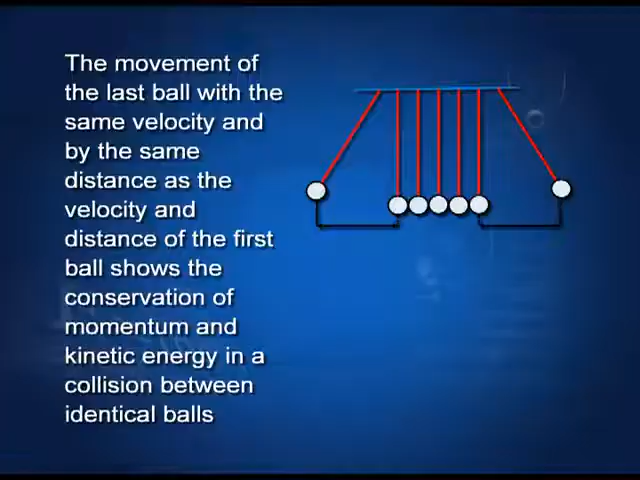 The movement of
the last ball with the
same velocity and
by the same
distance as the
velocity and
distance of the first
ball shows the
conservation of
momentum and
kinetic energy in a
collision between
identical balls